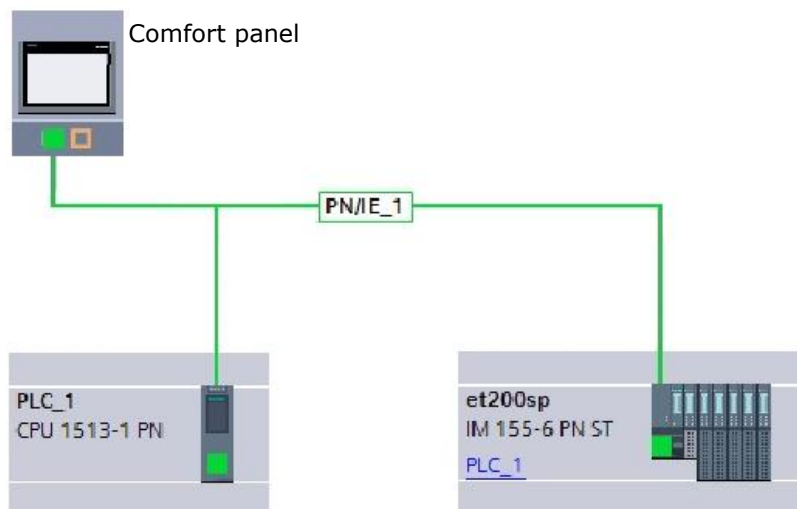 Comfort panel
PN/IE_1
PLC_1
CPU 1513-1 PN
et200sp
IM 155-6 PN ST
PLC_1